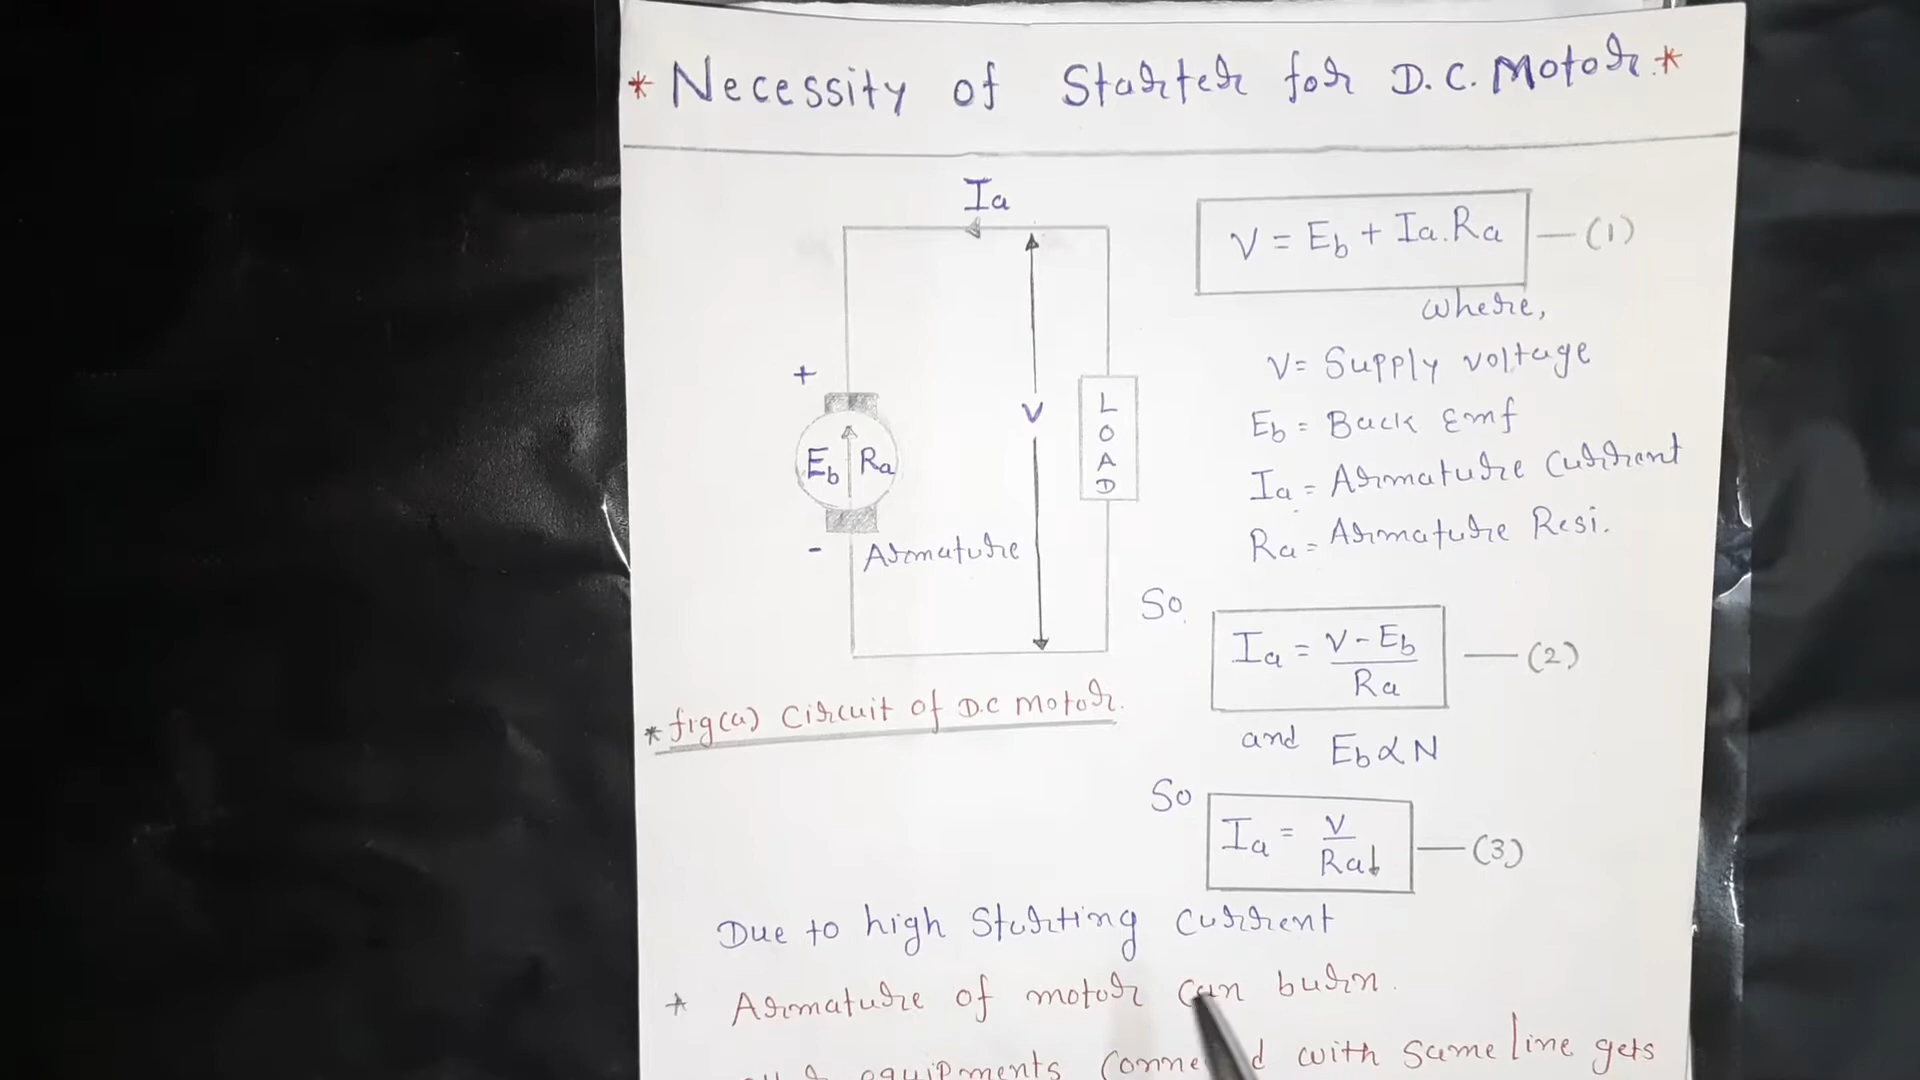 * Necessity of Starter for D.C. Motor.*
Ia
V = Eb + Ia.Ra — (1)
where,
V = Supply voltage
Eb = Back Emf
Ia = Armature Current
Ra = Armature Resi.
+
Eb Ra
V
LOAD
- Armature
So
Ia = V - Eb / Ra — (2)
* fig(a) Circuit of D.C Motor.
and Eb ∝ N
So
Ia = V / Ra↓ — (3)
Due to high Starting Current
* Armature of motor can burn.
equipments with same line gets